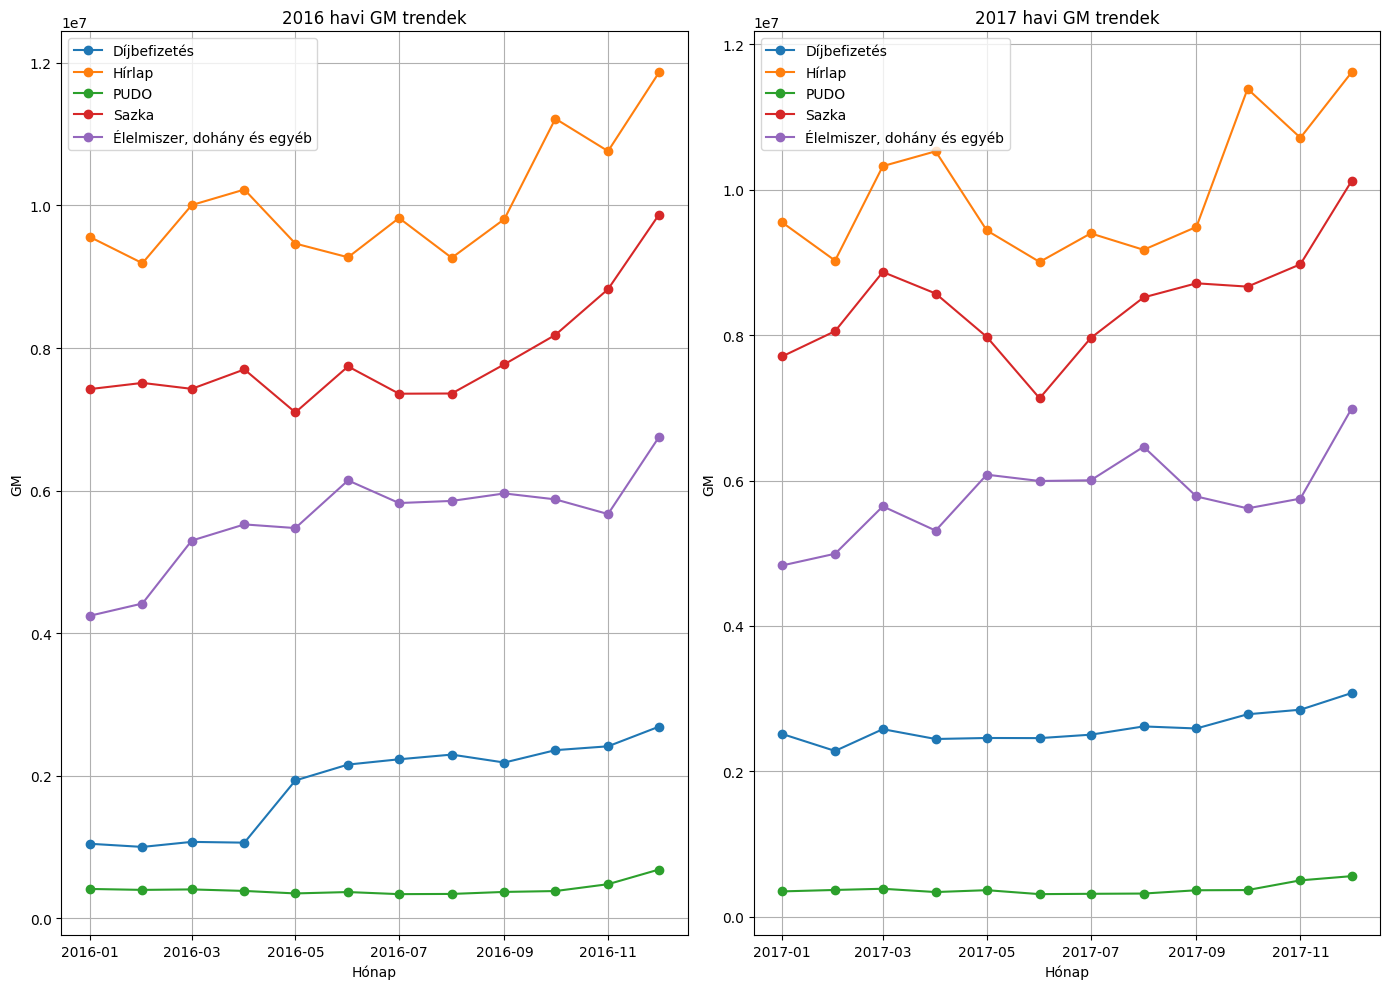 2016 havi GM trendek
1e7
Díjbefizetés
Hírlap
PUDO
Sazka
Élelmiszer, dohány és egyéb
1.2
1.0
0.8
0.6
0.4
0.2
0.0
GM
2016-01
2016-03
2016-05
2016-07
2016-09
2016-11
Hónap
2017 havi GM trendek
1e7
Díjbefizetés
Hírlap
PUDO
Sazka
Élelmiszer, dohány és egyéb
1.2
1.0
0.8
0.6
0.4
0.2
0.0
GM
2017-01
2017-03
2017-05
2017-07
2017-09
2017-11
Hónap